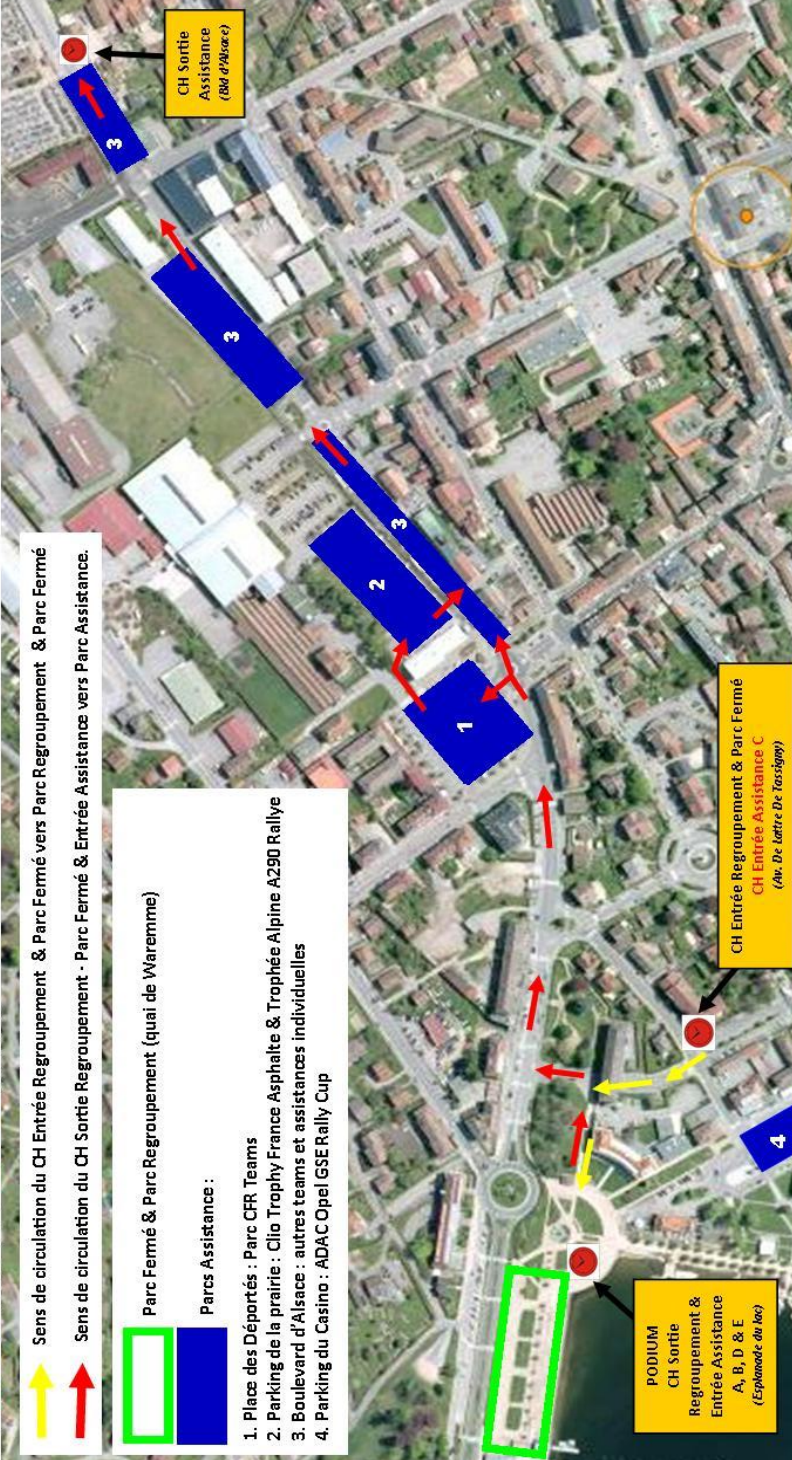 Sens de circulation du CH Entrée Regroupement & Parc Fermé vers Parc Regroupement & Parc Fermé
Sens de circulation du CH Sortie Regroupement - Parc Fermé & Entrée Assistance vers Parc Assistance.
Parc Fermé & Parc Regroupement (quai de Waremme)
Parcs Assistance :
1. Place des Déportés : Parc CFR Teams
2. Parking de la prairie : Clio Trophy France Asphalte & Trophée Alpine A290 Rallye
3. Boulevard d'Alsace : autres teams et assistances individuelles
4. Parking du Casino : ADAC Opel GSE Rally Cup
CH Sortie
Assistance
(Bld d'Alsace)
3
3
3
2
1
4
CH Entrée Regroupement & Parc Fermé
CH Entrée Assistance C
(Av. De Lattre De Tassigny)
PODIUM
CH Sortie
Regroupement &
Entrée Assistance
A, B, D & E
(Esplanade du lac)